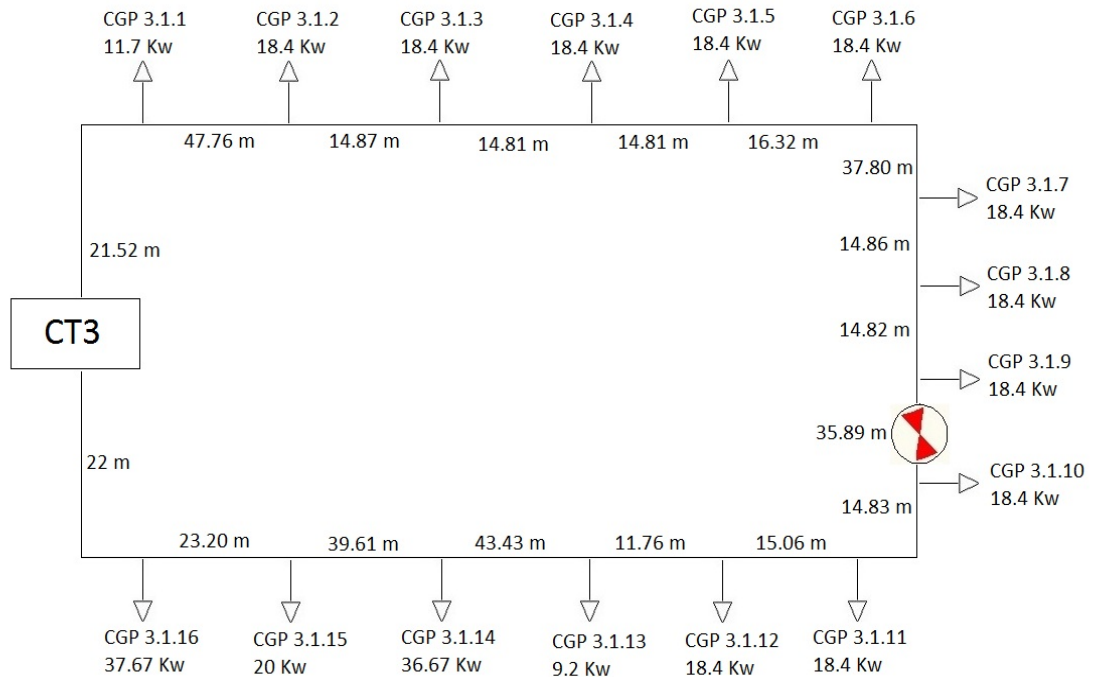 CGP 3.1.1
11.7 Kw
CGP 3.1.2
18.4 Kw
CGP 3.1.3
18.4 Kw
CGP 3.1.4
18.4 Kw
CGP 3.1.5
18.4 Kw
CGP 3.1.6
18.4 Kw
47.76 m
14.87 m
14.81 m
14.81 m
16.32 m
37.80 m
CGP 3.1.7
18.4 Kw
21.52 m
14.86 m
CGP 3.1.8
18.4 Kw
CT3
14.82 m
CGP 3.1.9
18.4 Kw
35.89 m
22 m
CGP 3.1.10
18.4 Kw
14.83 m
23.20 m
39.61 m
43.43 m
11.76 m
15.06 m
CGP 3.1.16
37.67 Kw
CGP 3.1.15
20 Kw
CGP 3.1.14
36.67 Kw
CGP 3.1.13
9.2 Kw
CGP 3.1.12
18.4 Kw
CGP 3.1.11
18.4 Kw